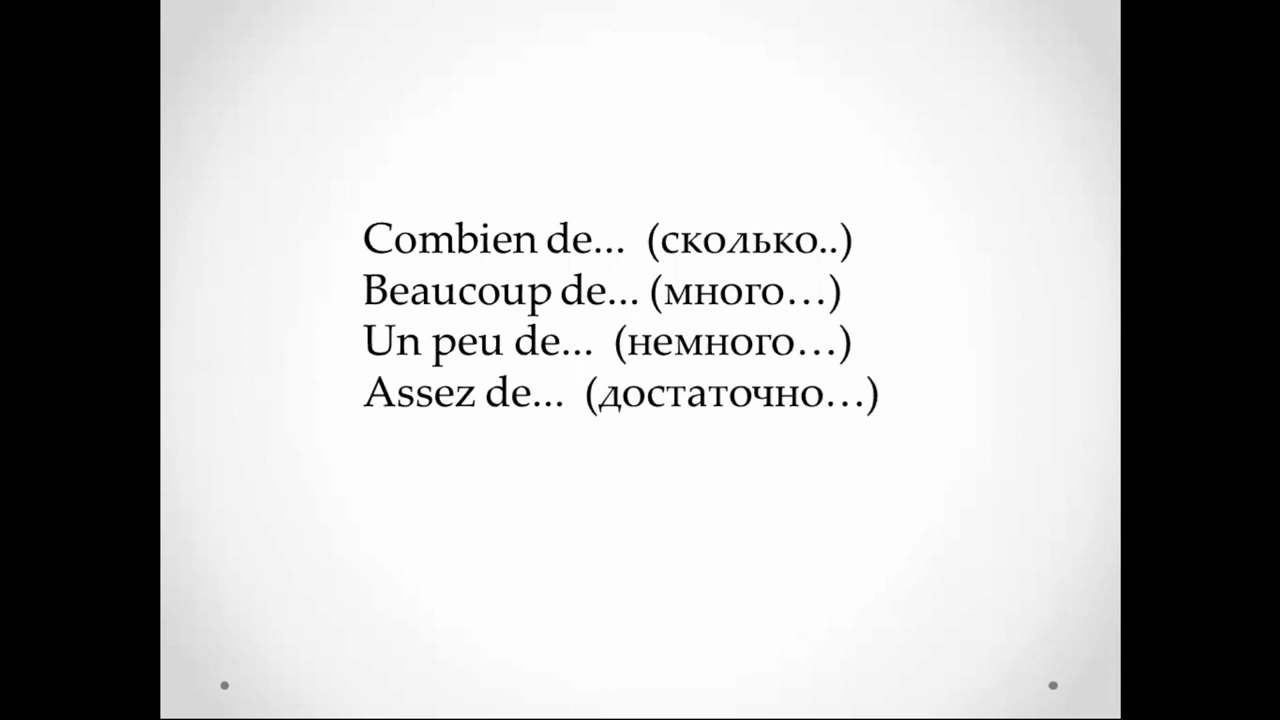 Combien de... (сколько..)
Beaucoup de... (много…)
Un peu de... (немного…)
Assez de... (достаточно…)